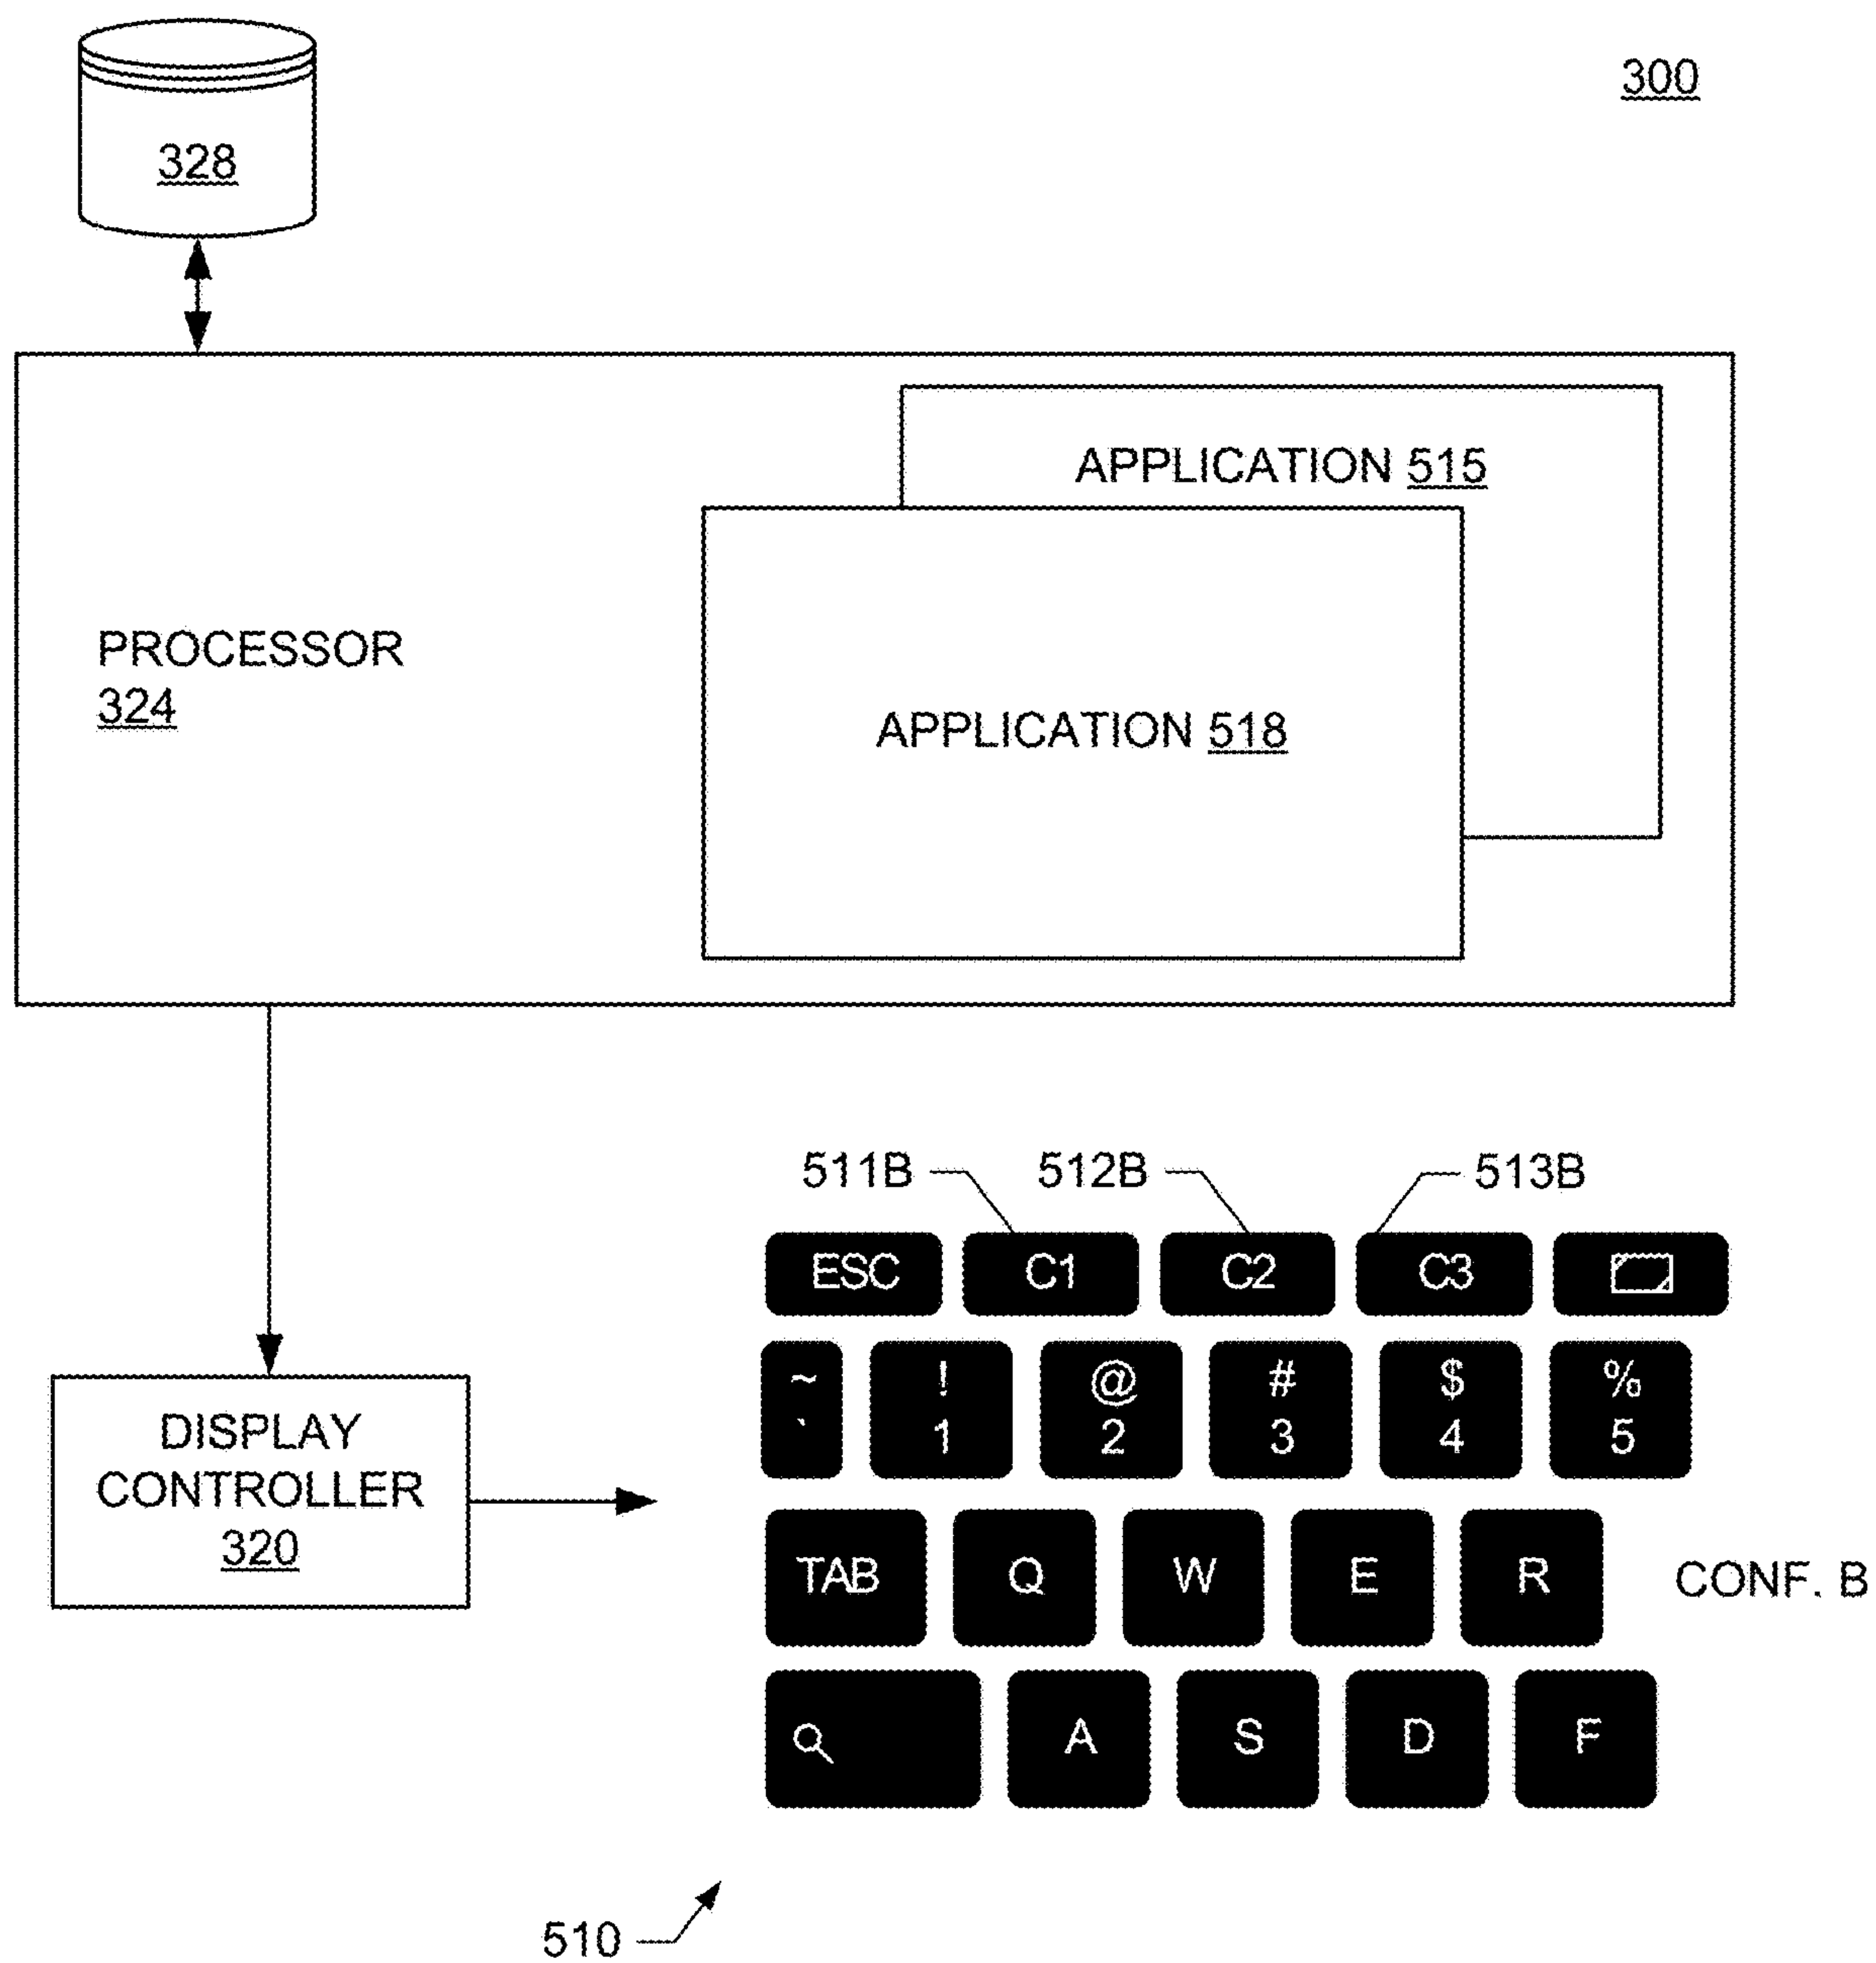 300
328
APPLICATION 515
PROCESSOR
324
APPLICATION 518
511B 512B 513B
ESC C1 C2 C3
~ ! @ # $ %
` 1 2 3 4 5
DISPLAY
CONTROLLER
320
TAB Q W E R
CONF. B
A S D F
510